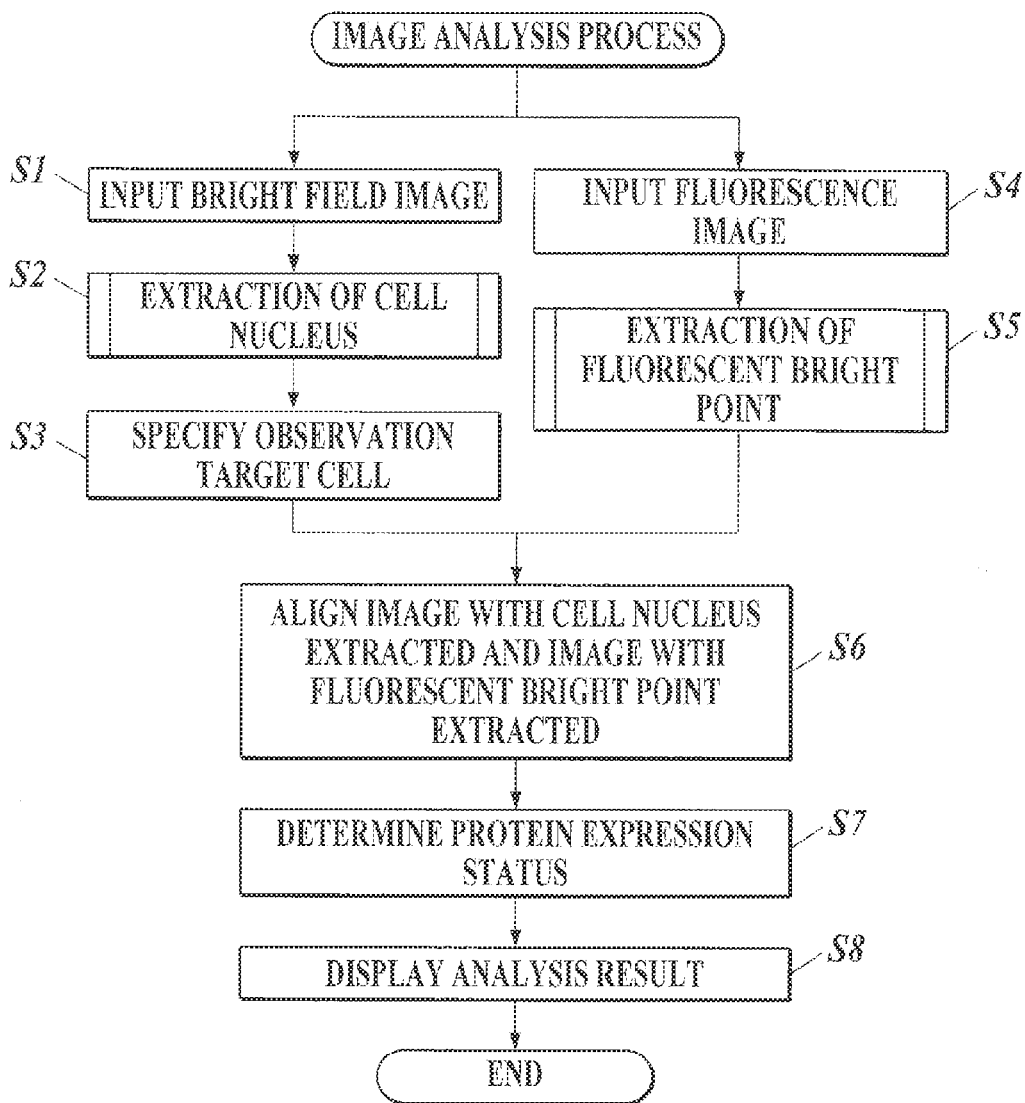 IMAGE ANALYSIS PROCESS
S1
INPUT BRIGHT FIELD IMAGE
S2
EXTRACTION OF CELL
NUCLEUS
S3
SPECIFY OBSERVATION
TARGET CELL
S4
INPUT FLUORESCENCE
IMAGE
S5
EXTRACTION OF
FLUORESCENT BRIGHT
POINT
ALIGN IMAGE WITH CELL NUCLEUS
EXTRACTED AND IMAGE WITH
FLUORESCENT BRIGHT POINT
EXTRACTED
S6
DETERMINE PROTEIN EXPRESSION
STATUS
S7
DISPLAY ANALYSIS RESULT
S8
END